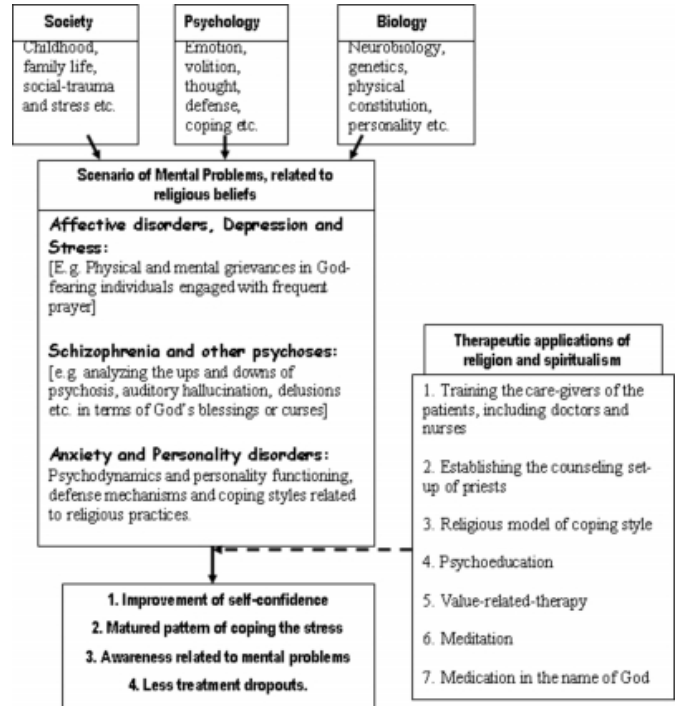 Society
Childhood,
family life,
social-trauma
and stress etc.
Psychology
Emotion,
volition,
thought,
defense,
coping etc.
Biology
Neurobiology,
genetics,
physical
constitution,
personality etc.
Scenario of Mental Problems, related to
religious beliefs
Affective disorders, Depression and
Stress:
[E.g. Physical and mental grievances in God-
fearing individuals engaged with frequent
prayer]
Schizophrenia and other psychoses:
[e.g. analyzing the ups and downs of
psychosis, auditory hallucination, delusions
etc. in terms of God's blessings or curses]
Anxiety and Personality disorders:
Psychodynamics and personality functioning,
defense mechanisms and coping styles related
to religious practices.
Therapeutic applications of
religion and spiritualism
1. Training the care-givers of the
patients, including doctors and
nurses
2. Establishing the counseling set-
up of priests
3. Religious model of coping style
4. Psychoeducation
5. Value-related-therapy
6. Meditation
7. Medication in the name of God
1. Improvement of self-confidence
2. Matured pattern of coping the stress
3. Awareness related to mental problems
4. Less treatment dropouts.